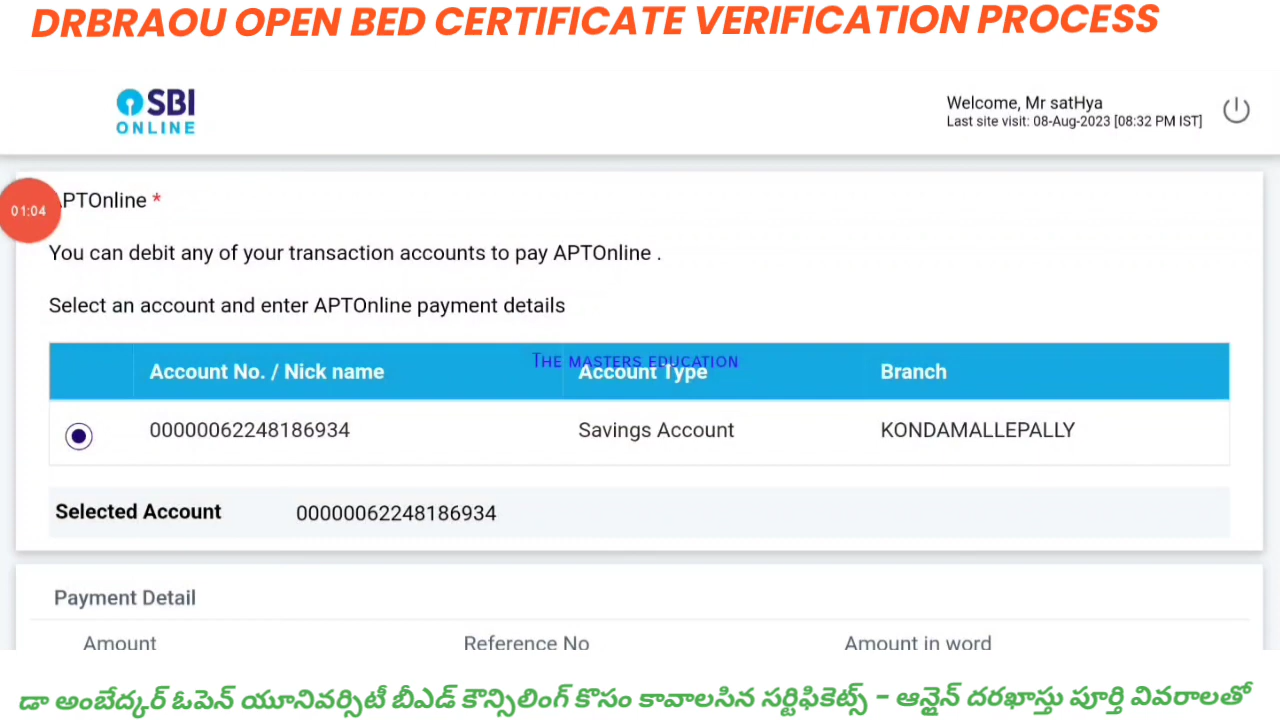 DRBRAOU OPEN BED CERTIFICATE VERIFICATION PROCESS
SBI
ONLINE
Welcome, Mr satHya
Last site visit: 08-Aug-2023 [08:32 PM IST]
01:04
PTOnline *
You can debit any of your transaction accounts to pay APTOnline .
Select an account and enter APTOnline payment details
THE MASTERS EDUCATION
Account No. / Nick name Account Type Branch
00000062248186934 Savings Account KONDAMALLEPALLY
Selected Account 00000062248186934
Payment Detail
Amount Reference No Amount in word
డా అంబేద్కర్ ఓపెన్ యూనివర్సిటీ బీఎడ్ కౌన్సిలింగ్ కొసం కావాలసిన సర్టిఫికెట్స్ - ఆన్లైన్ దరఖాస్తు పూర్తి వివరాలతో